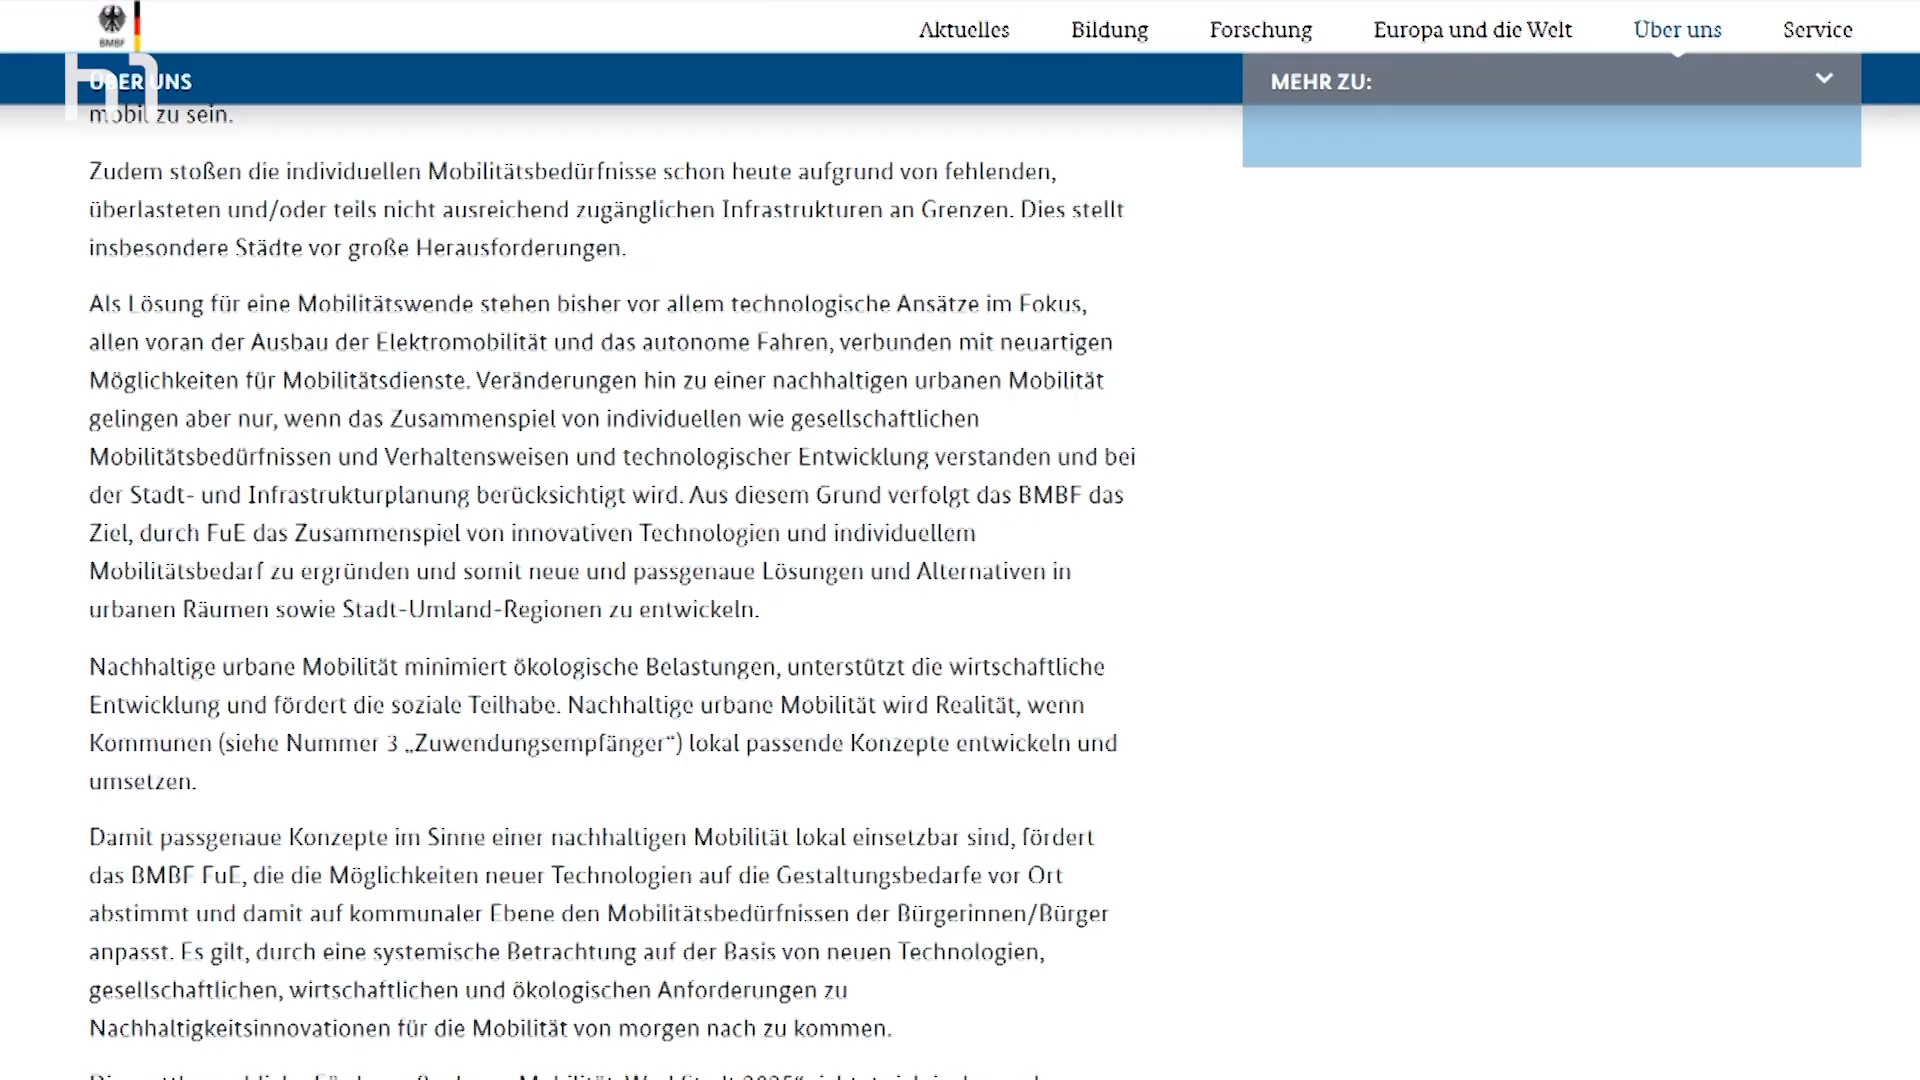 BMBF
Aktuelles Bildung Forschung Europa und die Welt Über uns Service
h1
ÜBER UNS
MEHR ZU:
mobil zu sein.
Zudem stoßen die individuellen Mobilitätsbedürfnisse schon heute aufgrund von fehlenden,
überlasteten und/oder teils nicht ausreichend zugänglichen Infrastrukturen an Grenzen. Dies stellt
insbesondere Städte vor große Herausforderungen.
Als Lösung für eine Mobilitätswende stehen bisher vor allem technologische Ansätze im Fokus,
allen voran der Ausbau der Elektromobilität und das autonome Fahren, verbunden mit neuartigen
Möglichkeiten für Mobilitätsdienste. Veränderungen hin zu einer nachhaltigen urbanen Mobilität
gelingen aber nur, wenn das Zusammenspiel von individuellen wie gesellschaftlichen
Mobilitätsbedürfnissen und Verhaltensweisen und technologischer Entwicklung verstanden und bei
der Stadt- und Infrastrukturplanung berücksichtigt wird. Aus diesem Grund verfolgt das BMBF das
Ziel, durch FuE das Zusammenspiel von innovativen Technologien und individuellem
Mobilitätsbedarf zu ergründen und somit neue und passgenaue Lösungen und Alternativen in
urbanen Räumen sowie Stadt-Umland-Regionen zu entwickeln.
Nachhaltige urbane Mobilität minimiert ökologische Belastungen, unterstützt die wirtschaftliche
Entwicklung und fördert die soziale Teilhabe. Nachhaltige urbane Mobilität wird Realität, wenn
Kommunen (siehe Nummer 3 „Zuwendungsempfänger“) lokal passende Konzepte entwickeln und
umsetzen.
Damit passgenaue Konzepte im Sinne einer nachhaltigen Mobilität lokal einsetzbar sind, fördert
das BMBF FuE, die die Möglichkeiten neuer Technologien auf die Gestaltungsbedarfe vor Ort
abstimmt und damit auf kommunaler Ebene den Mobilitätsbedürfnissen der Bürgerinnen/Bürger
anpasst. Es gilt, durch eine systemische Betrachtung auf der Basis von neuen Technologien,
gesellschaftlichen, wirtschaftlichen und ökologischen Anforderungen zu
Nachhaltigkeitsinnovationen für die Mobilität von morgen nach zu kommen.